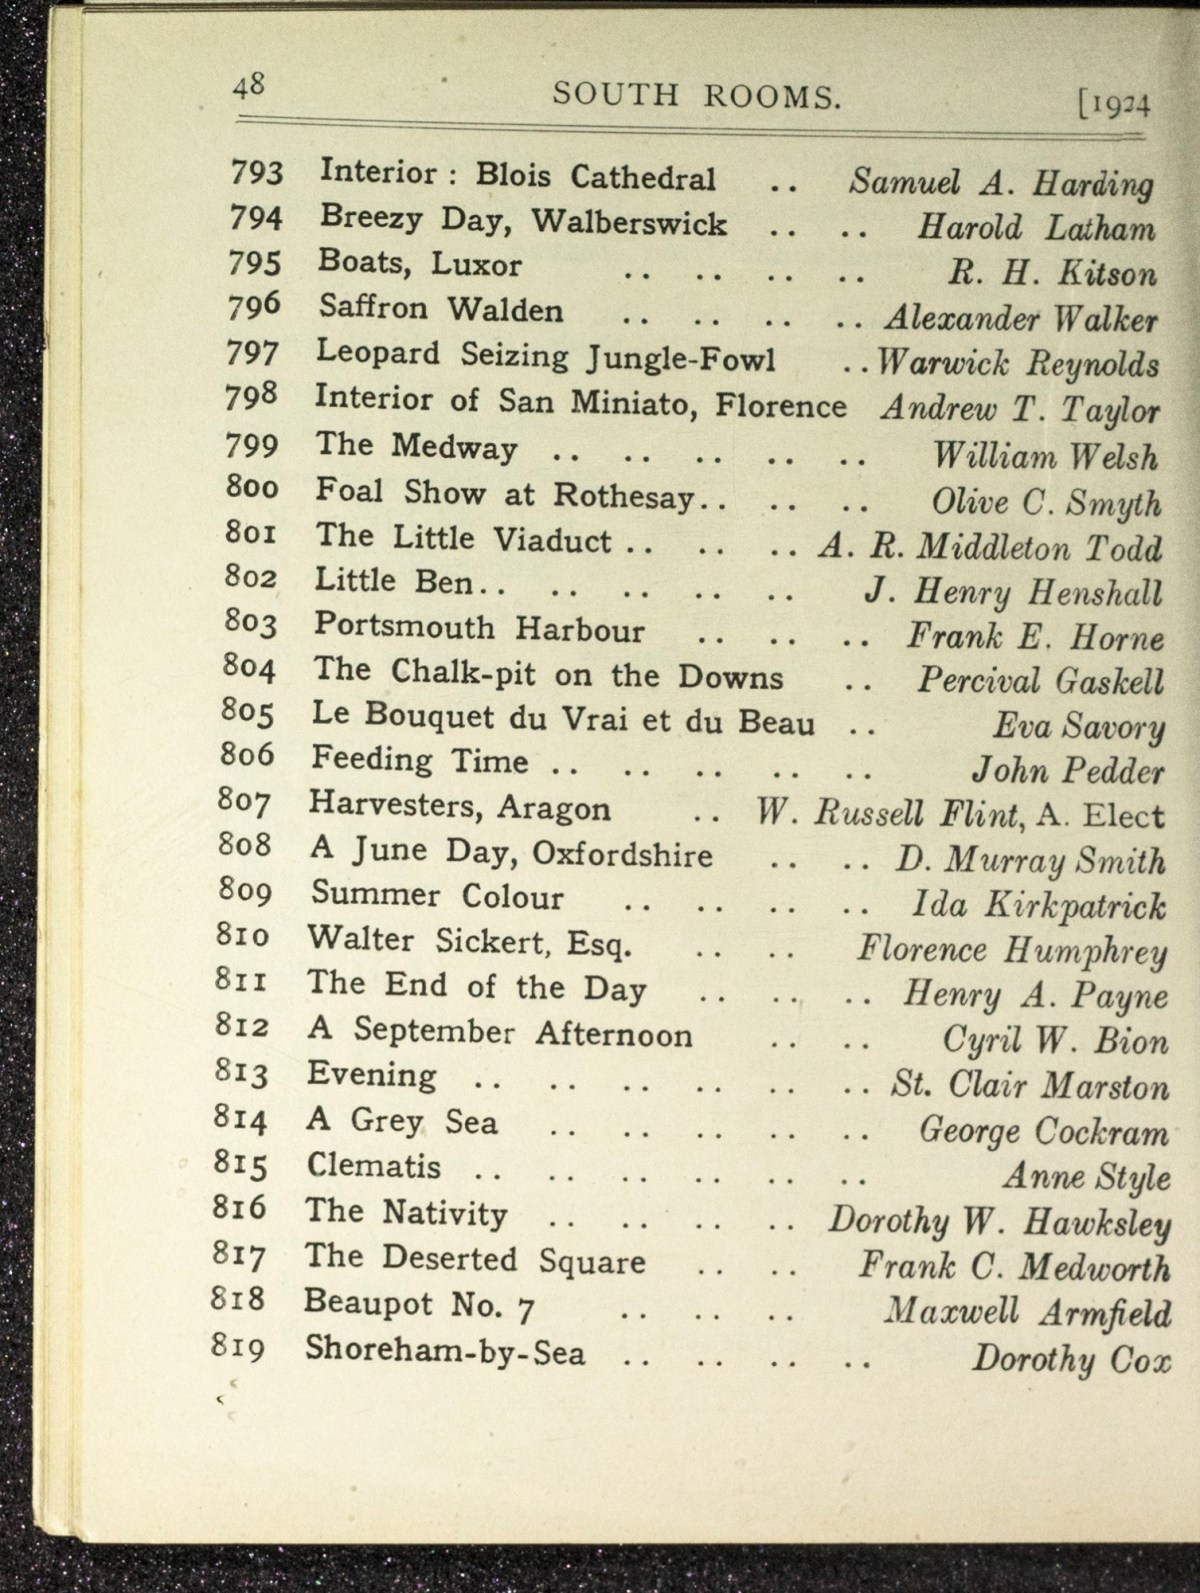 48 SOUTH ROOMS. [1924
793 Interior : Blois Cathedral .. Samuel A. Harding
794 Breezy Day, Walberswick .. .. Harold Latham
795 Boats, Luxor .. .. .. .. R. H. Kitson
796 Saffron Walden .. .. .. .. Alexander Walker
797 Leopard Seizing Jungle-Fowl .. Warwick Reynolds
798 Interior of San Miniato, Florence Andrew T. Taylor
799 The Medway .. .. .. .. .. William Welsh
800 Foal Show at Rothesay.. .. .. Olive C. Smyth
801 The Little Viaduct .. .. .. A. R. Middleton Todd
802 Little Ben.. .. .. .. .. J. Henry Henshall
803 Portsmouth Harbour .. .. .. Frank E. Horne
804 The Chalk-pit on the Downs .. Percival Gaskell
805 Le Bouquet du Vrai et du Beau .. Eva Savory
806 Feeding Time .. .. .. .. .. John Pedder
807 Harvesters, Aragon .. W. Russell Flint, A. Elect
808 A June Day, Oxfordshire .. .. D. Murray Smith
809 Summer Colour .. .. .. .. Ida Kirkpatrick
810 Walter Sickert, Esq. .. .. Florence Humphrey
811 The End of the Day .. .. .. Henry A. Payne
812 A September Afternoon .. .. Cyril W. Bion
813 Evening .. .. .. .. .. .. St. Clair Marston
814 A Grey Sea .. .. .. .. .. George Cockram
815 Clematis .. .. .. .. .. .. Anne Style
816 The Nativity .. .. .. .. Dorothy W. Hawksley
817 The Deserted Square .. .. Frank C. Medworth
818 Beaupot No. 7 .. .. .. Maxwell Armfield
819 Shoreham-by-Sea .. .. .. .. Dorothy Cox